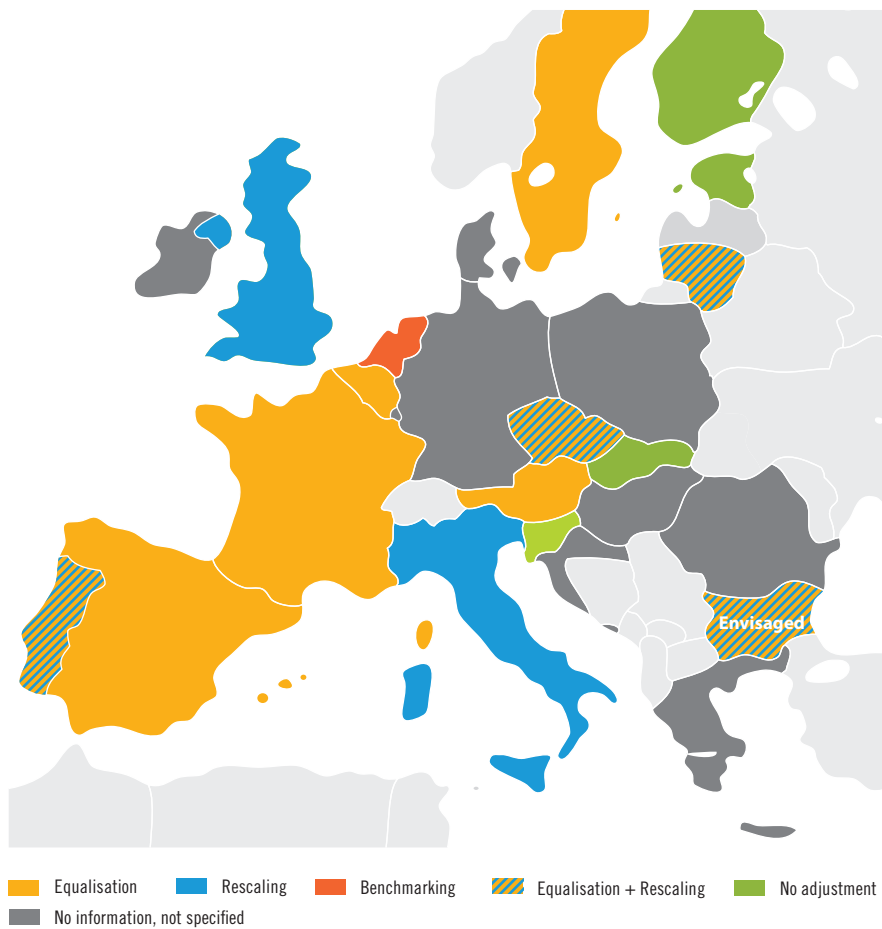 Envisaged
Equalisation Rescaling Benchmarking Equalisation + Rescaling No adjustment
No information, not specified